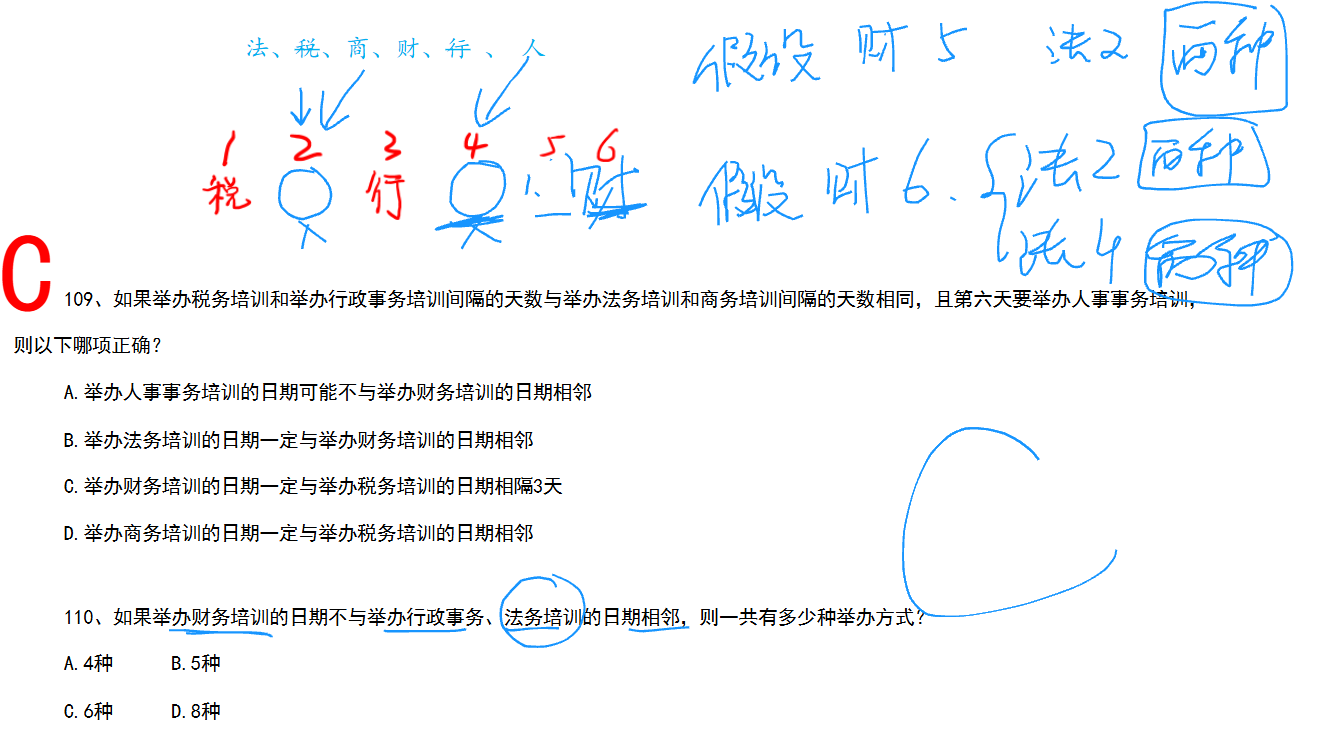 法、税、商、财、行、人
假设 财5 法2 两种
1 2 3 4 5 6
税 行 财
假设 财6. 法2 两种
法4 两种
C
109、如果举办税务培训和举办行政事务培训间隔的天数与举办法务培训和商务培训间隔的天数相同，且第六天要举办人事事务培训，
则以下哪项正确？
A.举办人事事务培训的日期可能不与举办财务培训的日期相邻
B.举办法务培训的日期一定与举办财务培训的日期相邻
C.举办财务培训的日期一定与举办税务培训的日期相隔3天
D.举办商务培训的日期一定与举办税务培训的日期相邻
C
110、如果举办财务培训的日期不与举办行政事务、法务培训的日期相邻，则一共有多少种举办方式？
A.4种 B.5种
C.6种 D.8种